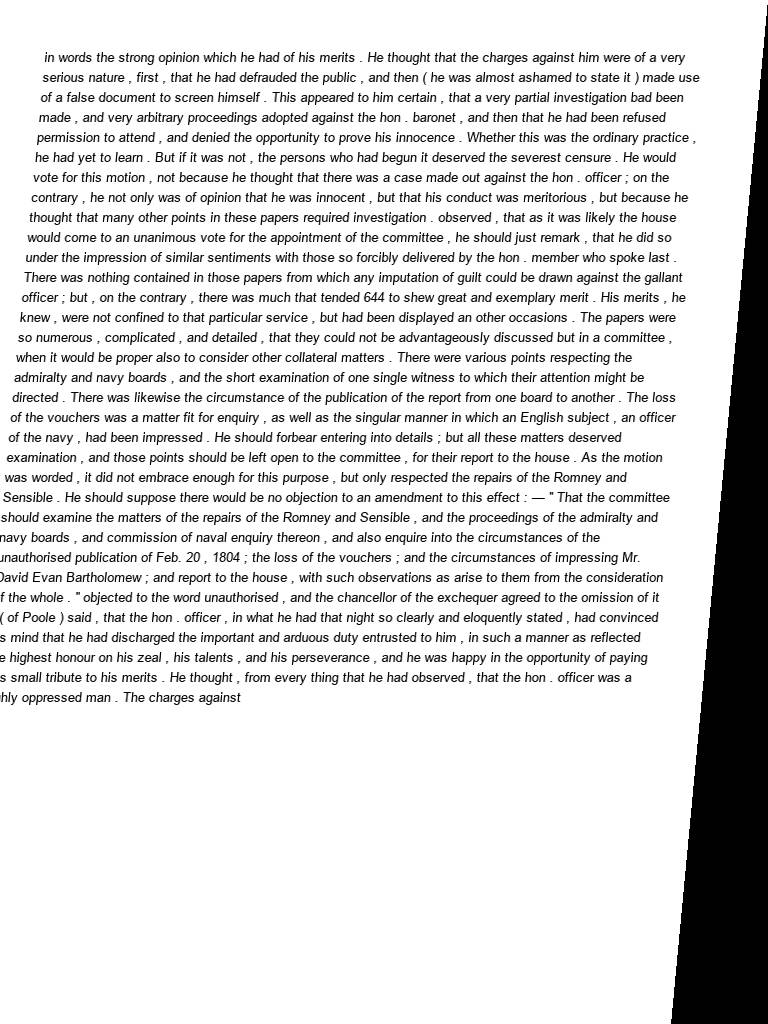 in words the strong opinion which he had of his merits . He thought that the charges against him were of a very
serious nature , first , that he had defrauded the public , and then ( he was almost ashamed to state it ) made use
of a false document to screen himself . This appeared to him certain , that a very partial investigation bad been
made , and very arbitrary proceedings adopted against the hon . baronet , and then that he had been refused
permission to attend , and denied the opportunity to prove his innocence . Whether this was the ordinary practice ,
he had yet to learn . But if it was not , the persons who had begun it deserved the severest censure . He would
vote for this motion , not because he thought that there was a case made out against the hon . officer ; on the
contrary , he not only was of opinion that he was innocent , but that his conduct was meritorious , but because he
thought that many other points in these papers required investigation . observed , that as it was likely the house
would come to an unanimous vote for the appointment of the committee , he should just remark , that he did so
under the impression of similar sentiments with those so forcibly delivered by the hon . member who spoke last .
There was nothing contained in those papers from which any imputation of guilt could be drawn against the gallant
officer ; but , on the contrary , there was much that tended 644 to shew great and exemplary merit . His merits , he
knew , were not confined to that particular service , but had been displayed an other occasions . The papers were
so numerous , complicated , and detailed , that they could not be advantageously discussed but in a committee ,
when it would be proper also to consider other collateral matters . There were various points respecting the
admiralty and navy boards , and the short examination of one single witness to which their attention might be
directed . There was likewise the circumstance of the publication of the report from one board to another . The loss
of the vouchers was a matter fit for enquiry , as well as the singular manner in which an English subject , an officer
of the navy , had been impressed . He should forbear entering into details ; but all these matters deserved
examination , and those points should be left open to the committee , for their report to the house . As the motion
was worded , it did not embrace enough for this purpose , but only respected the repairs of the Romney and
Sensible . He should suppose there would be no objection to an amendment to this effect : — " That the committee
should examine the matters of the repairs of the Romney and Sensible , and the proceedings of the admiralty and
navy boards , and commission of naval enquiry thereon , and also enquire into the circumstances of the
unauthorised publication of Feb. 20 , 1804 ; the loss of the vouchers ; and the circumstances of impressing Mr.
David Evan Bartholomew ; and report to the house , with such observations as arise to them from the consideration
f the whole . " objected to the word unauthorised , and the chancellor of the exchequer agreed to the omission of it
( of Poole ) said , that the hon . officer , in what he had that night so clearly and eloquently stated , had convinced
s mind that he had discharged the important and arduous duty entrusted to him , in such a manner as reflected
e highest honour on his zeal , his talents , and his perseverance , and he was happy in the opportunity of paying
s small tribute to his merits . He thought , from every thing that he had observed , that the hon . officer was a
hly oppressed man . The charges against